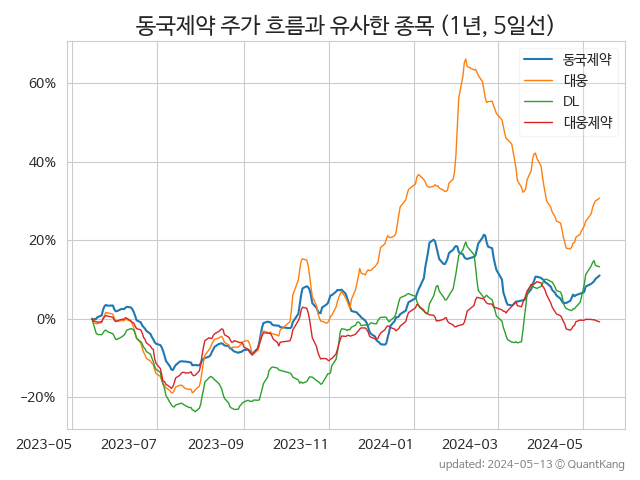 동국제약 주가 흐름과 유사한 종목 (1년, 5일선)
동국제약
대웅
DL
대웅제약
60%
40%
20%
0%
−20%
2023-05 2023-07 2023-09 2023-11 2024-01 2024-03 2024-05
updated: 2024-05-13 ⓒ QuantKang